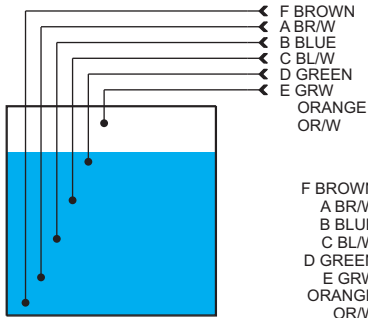 F BROWN
A BR/W
B BLUE
C BL/W
D GREEN
E GRW
ORANGE
OR/W
F BROWN
A BR/W
B BLUE
C BL/W
D GREEN
E GRW
ORANGE
OR/W